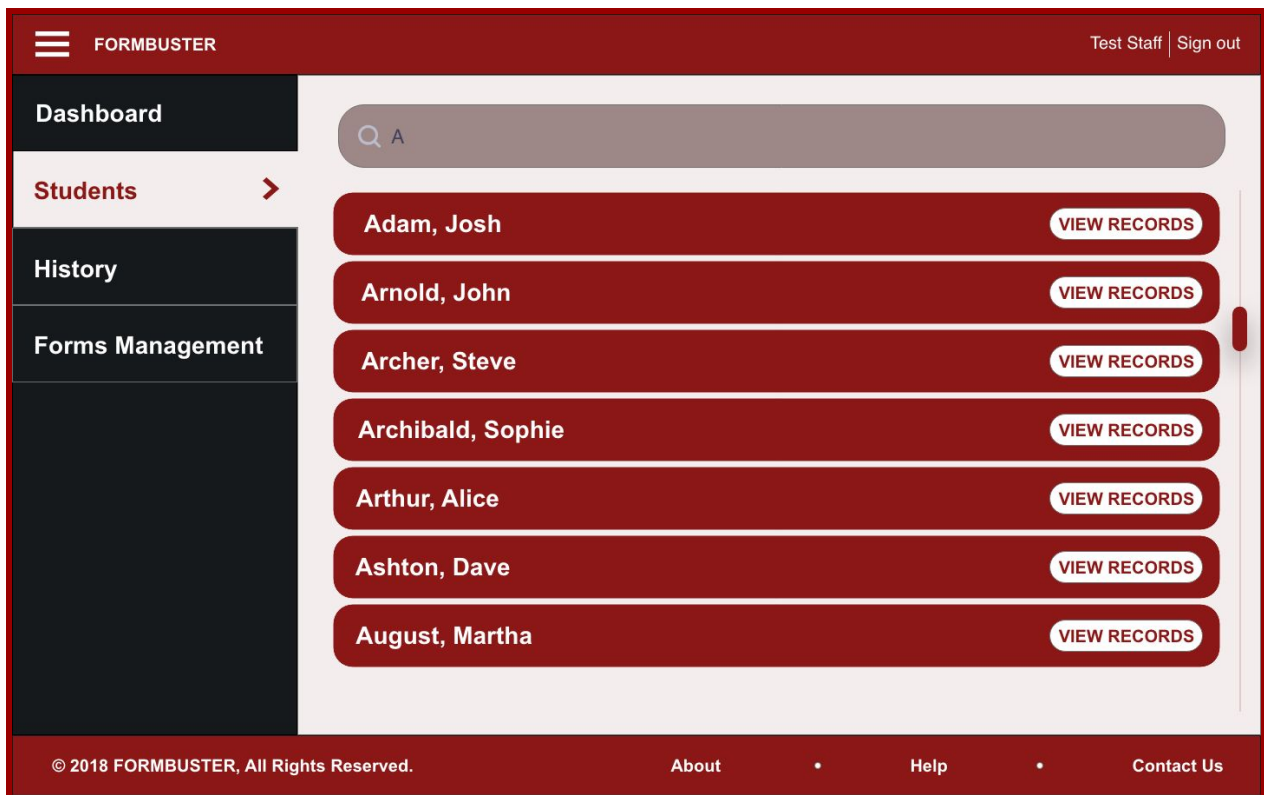 FORMBUSTER
Test Staff | Sign out
Dashboard
Students
History
Forms Management
A
Adam, Josh VIEW RECORDS
Arnold, John VIEW RECORDS
Archer, Steve VIEW RECORDS
Archibald, Sophie VIEW RECORDS
Arthur, Alice VIEW RECORDS
Ashton, Dave VIEW RECORDS
August, Martha VIEW RECORDS
© 2018 FORMBUSTER, All Rights Reserved. About • Help • Contact Us